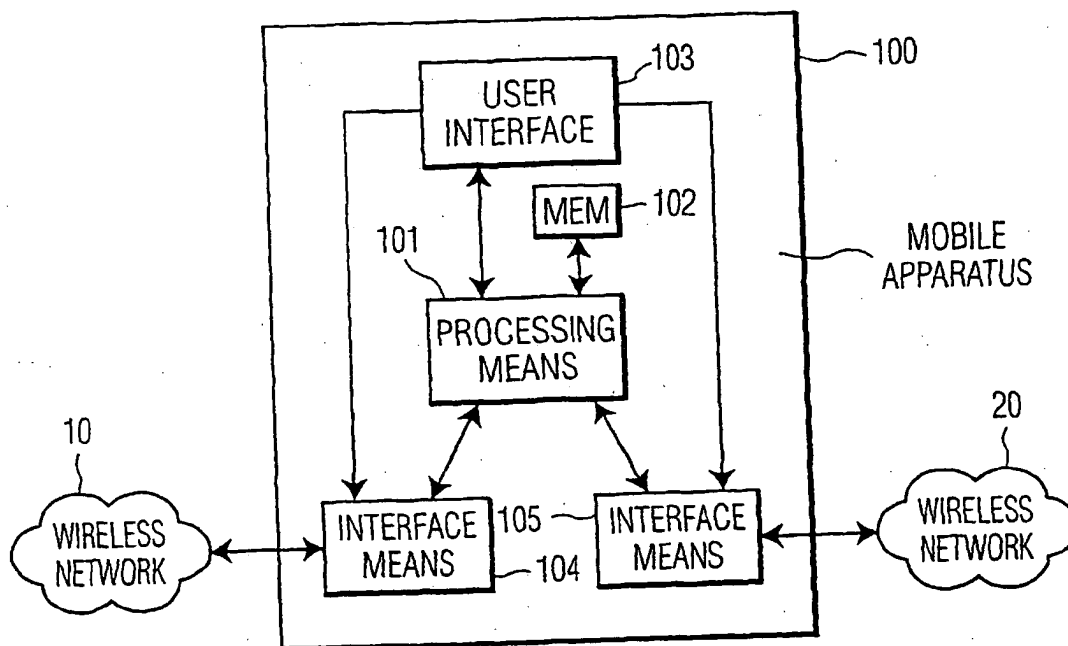 103
100
USER
INTERFACE
MEM
102
101
MOBILE
APPARATUS
PROCESSING
MEANS
10
20
WIRELESS
NETWORK
INTERFACE
MEANS
104
105
INTERFACE
MEANS
WIRELESS
NETWORK